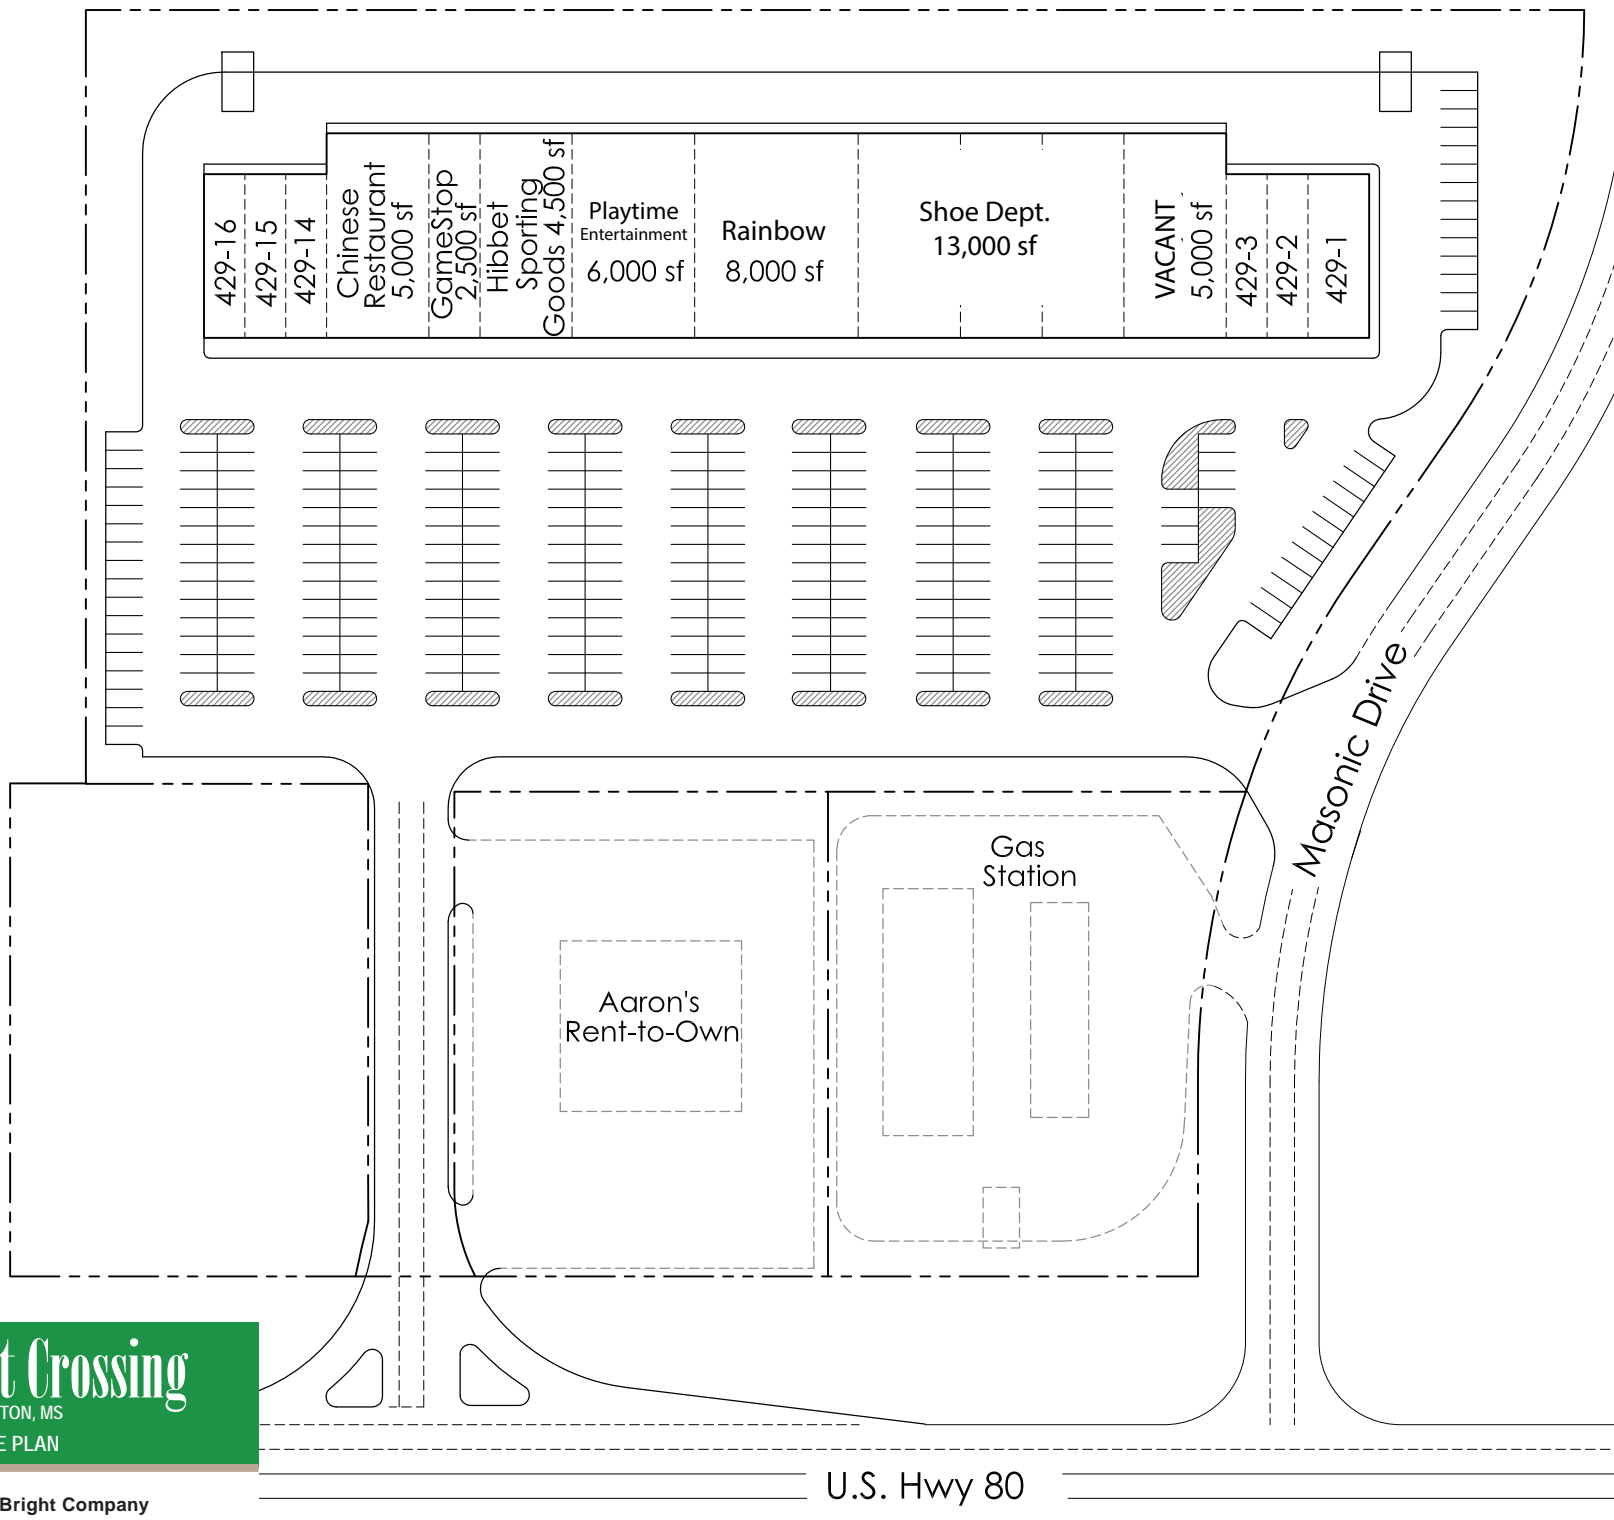 429-16
429-15
429-14
Chinese
Restaurant
5,000 sf
GameStop
2,500 sf
Hibbet
Sporting
Goods 4,500 sf
Playtime
Entertainment
6,000 sf
Rainbow
8,000 sf
Shoe Dept.
13,000 sf
VACANT
5,000 sf
429-3
429-2
429-1
Masonic Drive
Gas
Station
Aaron's
Rent-to-Own
t Crossing
TON, MS
E PLAN
Bright Company
U.S. Hwy 80